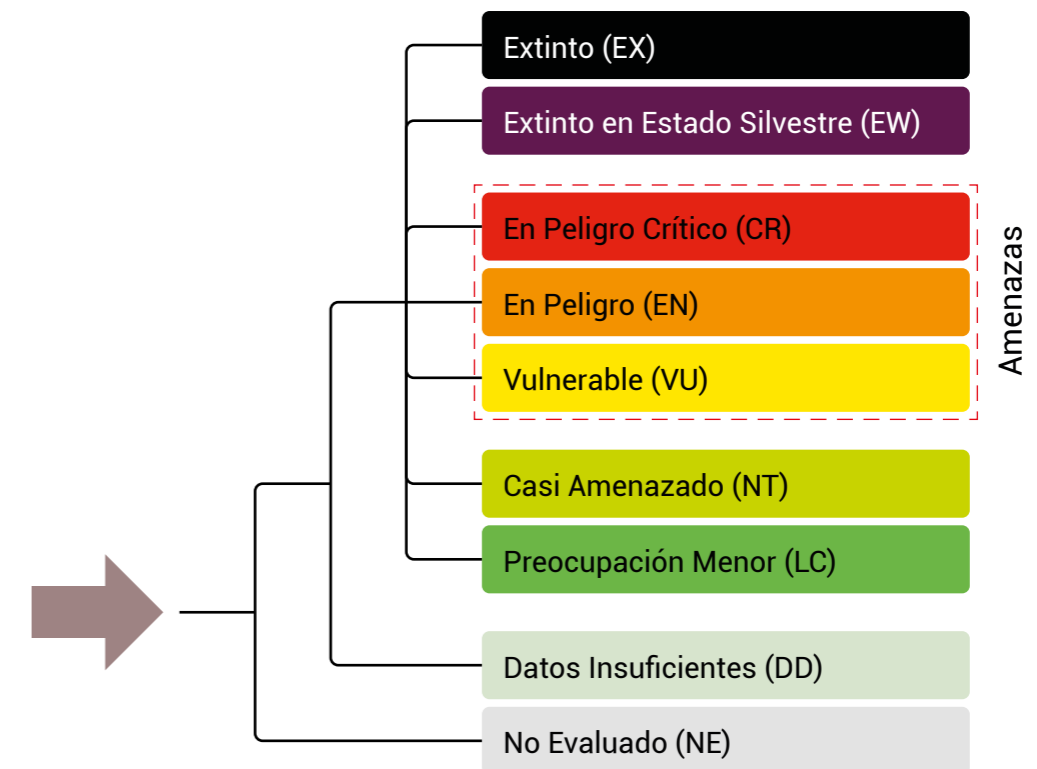 Extinto (EX)
Extinto en Estado Silvestre (EW)
En Peligro Crítico (CR)
En Peligro (EN)
Vulnerable (VU)
Amenazas
Casi Amenazado (NT)
Preocupación Menor (LC)
Datos Insuficientes (DD)
No Evaluado (NE)